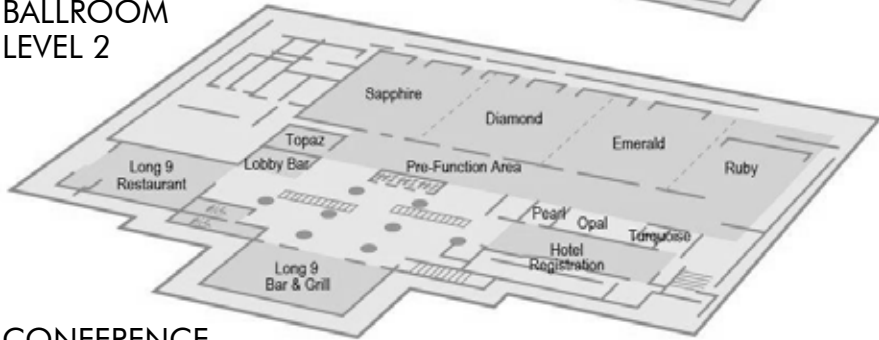 BALLROOM
LEVEL 2
Sapphire
Diamond
Emerald
Ruby
Topaz
Lobby Bar
Pre-Function Area
Long 9
Restaurant
Pearl
Opal
Turquoise
Hotel
Registration
Long 9
Bar & Grill
CONFERENCE